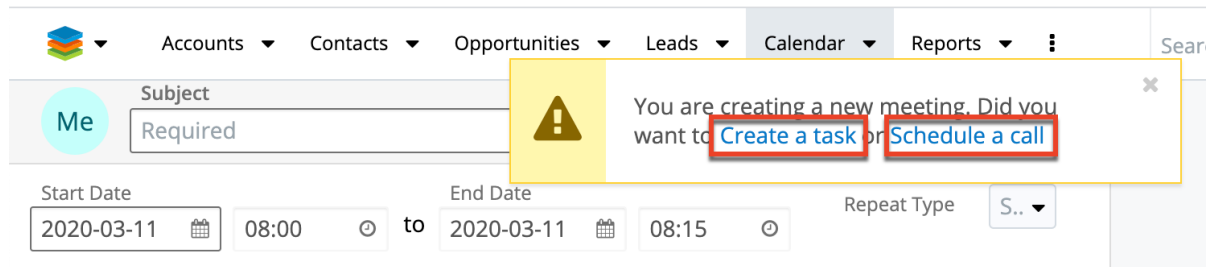 Accounts Contacts Opportunities Leads Calendar Reports Sear
Me
Subject
Required
You are creating a new meeting. Did you
want to Create a task or Schedule a call
Start Date
2020-03-11 08:00
to
End Date
2020-03-11 08:15
Repeat Type
S..